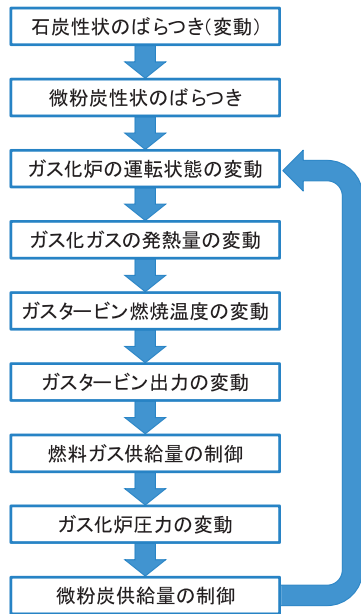 石炭性状のばらつき(変動)
微粉炭性状のばらつき
ガス化炉の運転状態の変動
ガス化ガスの発熱量の変動
ガスタービン燃焼温度の変動
ガスタービン出力の変動
燃料ガス供給量の制御
ガス化炉圧力の変動
微粉炭供給量の制御